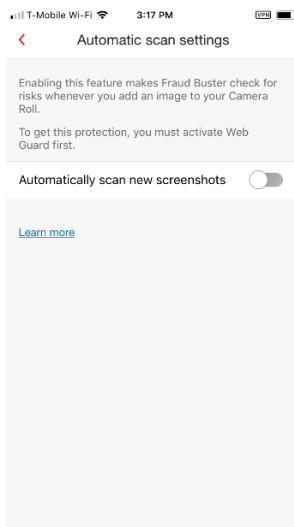 T-Mobile Wi-Fi 3:17 PM VPN
Automatic scan settings
Enabling this feature makes Fraud Buster check for
risks whenever you add an image to your Camera
Roll.
To get this protection, you must activate Web
Guard first.
Automatically scan new screenshots
Learn more